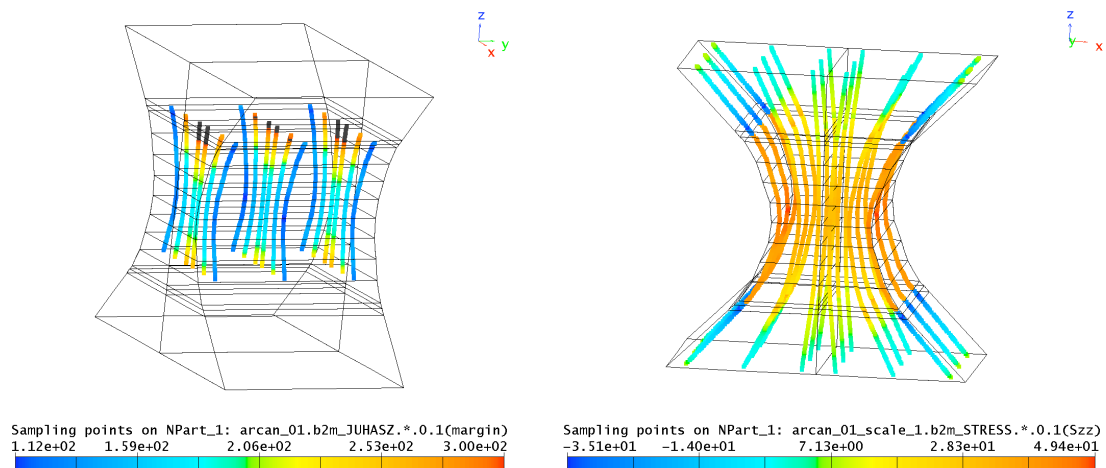 z
y
x
z
y
x
Sampling points on NPart_1: arcan_01.b2m_JUHASZ.*.0.1(margin)
1.12e+02 1.59e+02 2.06e+02 2.53e+02 3.00e+02
Sampling points on NPart_1: arcan_01_scale_1.b2m_STRESS.*.0.1(Szz)
-3.51e+01 -1.40e+01 7.13e+00 2.83e+01 4.94e+01